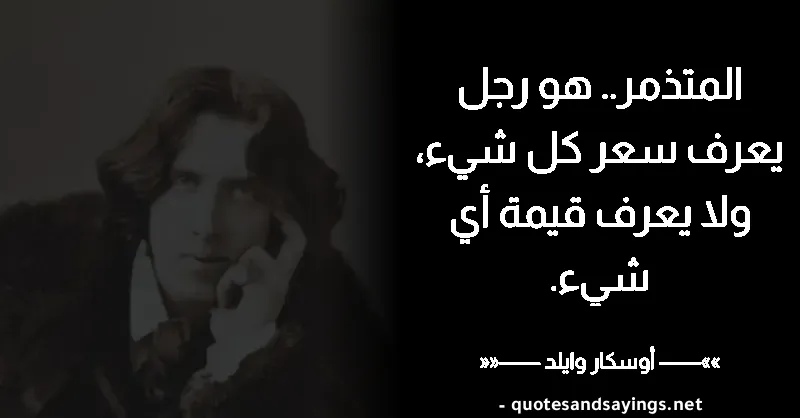 المتذمر.. هو رجل
يعرف سعر كل شيء،
ولا يعرف قيمة أي
شيء.
»»—— أوسكار وايلد ——««
- quotesandsayings.net